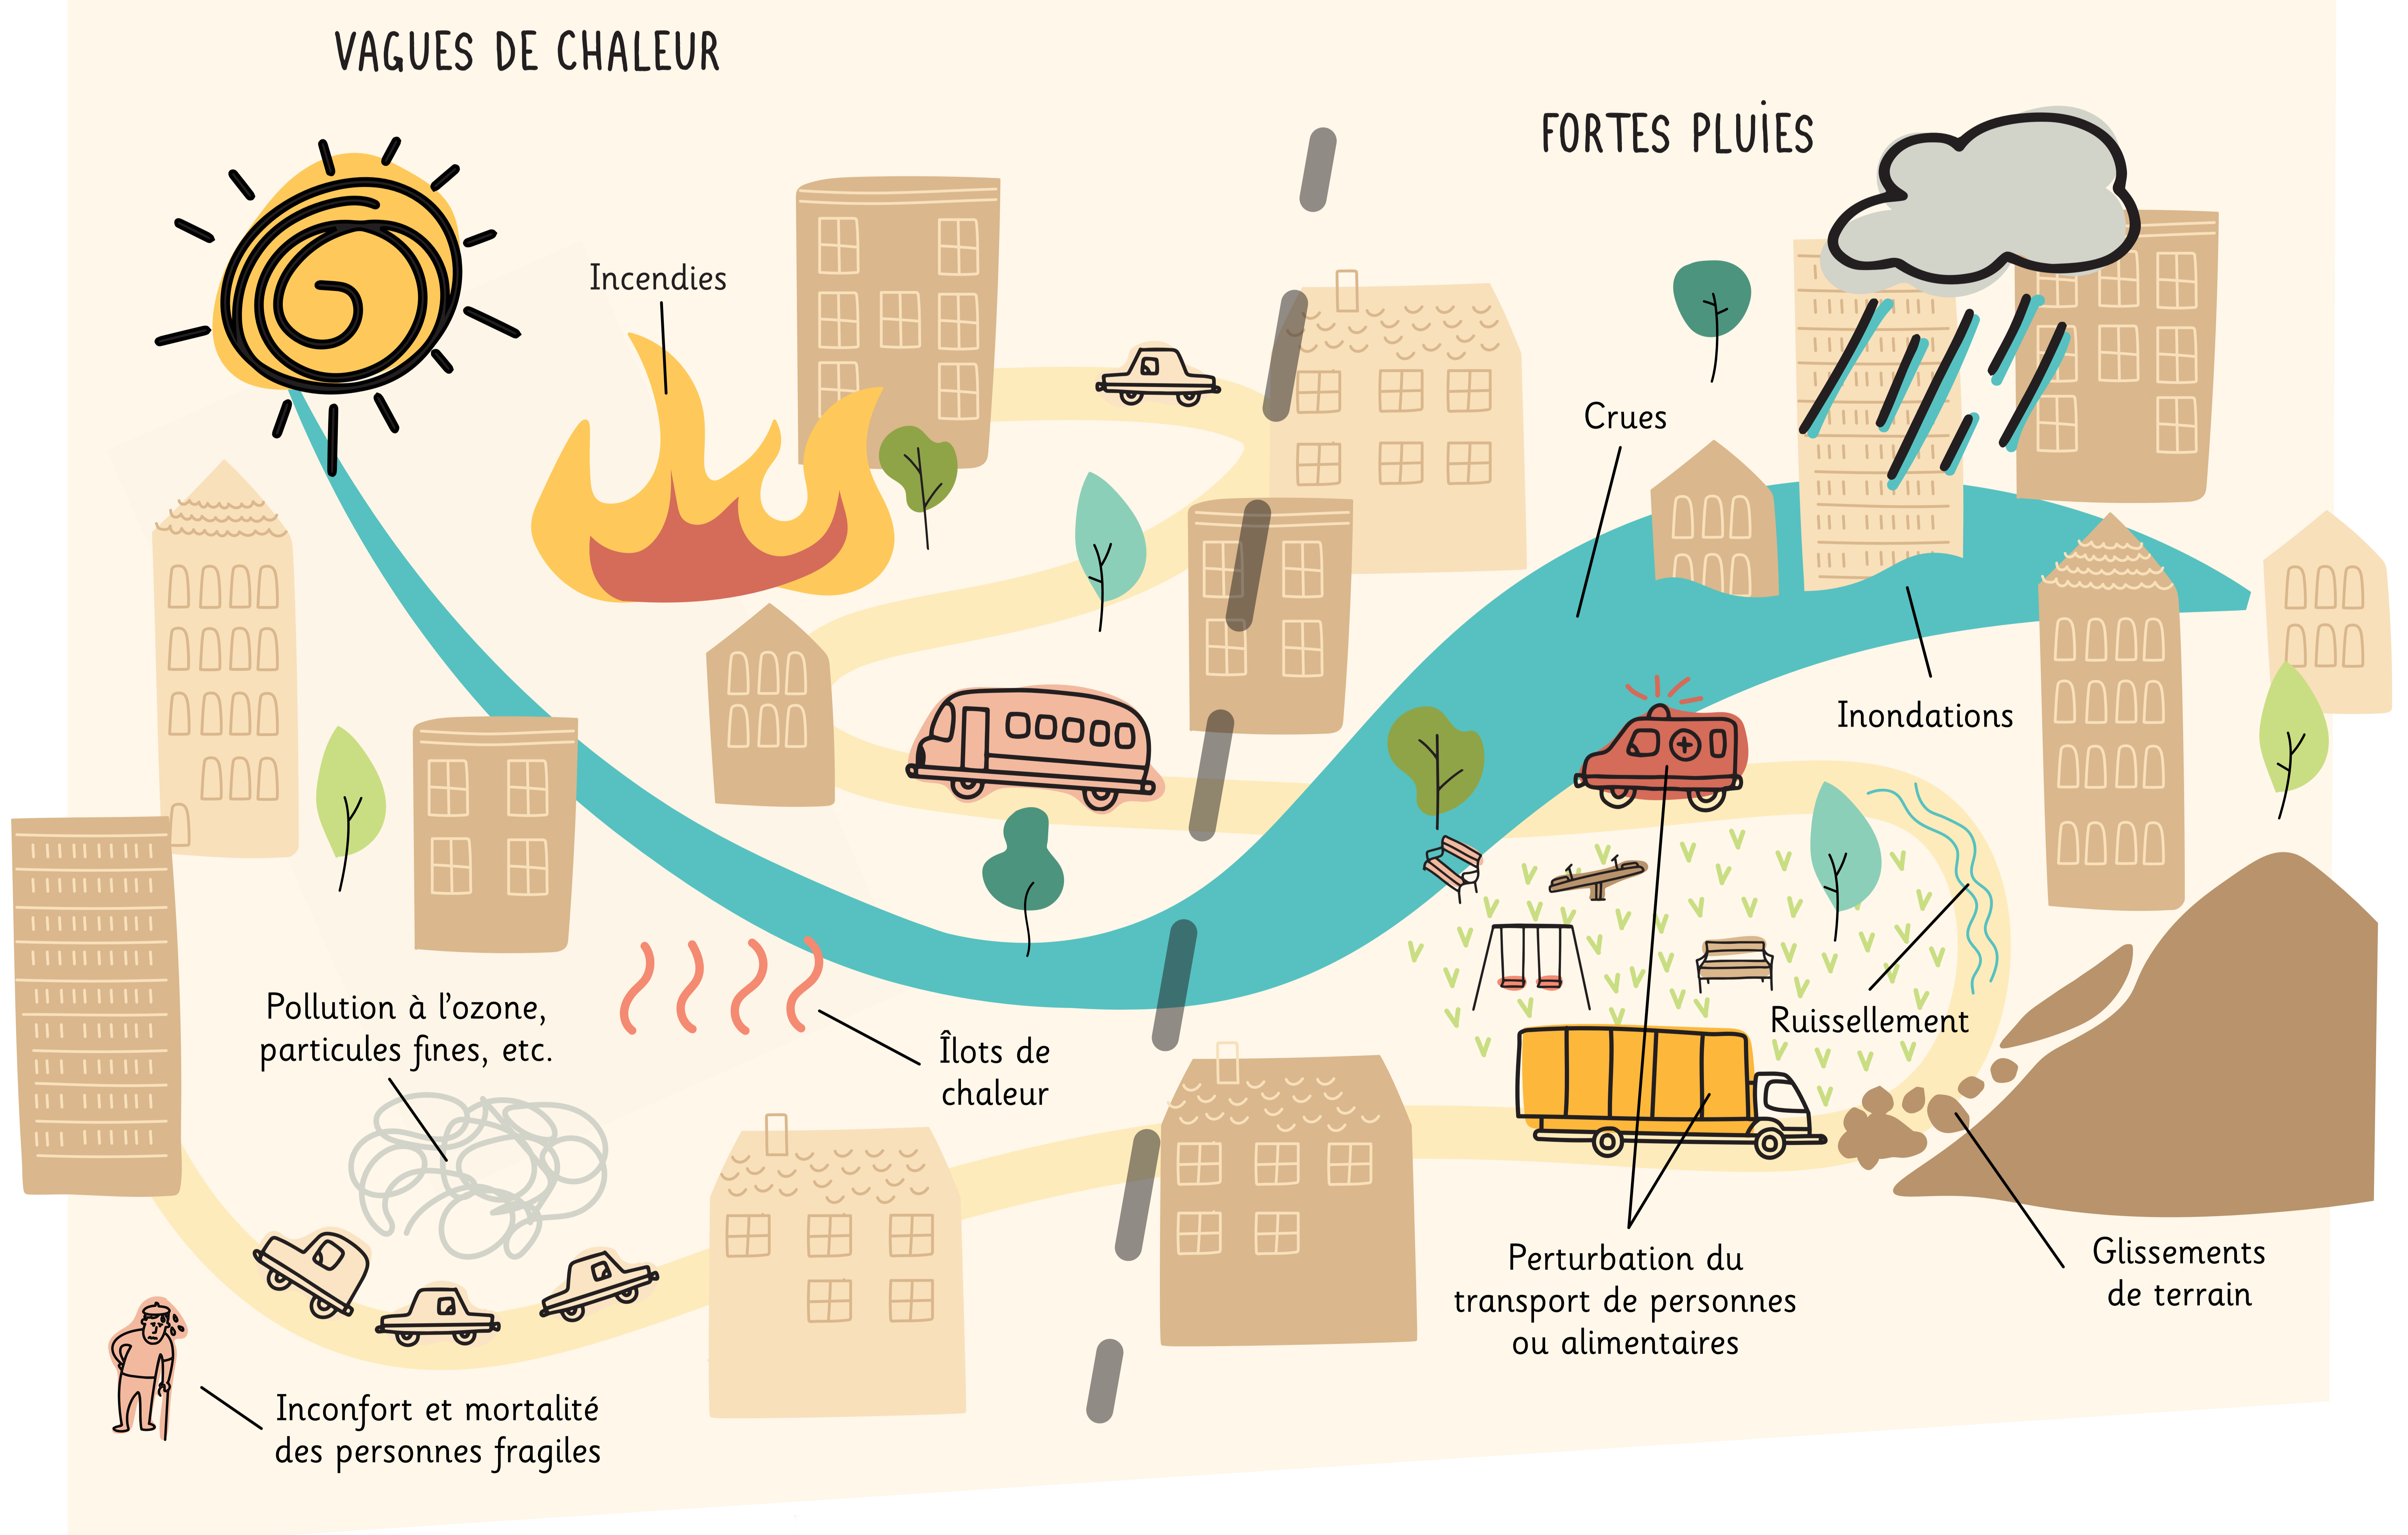 VAGUES DE CHALEUR
FORTES PLUIES
Incendies
Crues
Inondations
Pollution à l'ozone,
particules fines, etc.
Îlots de
chaleur
Ruissellement
Perturbation du
transport de personnes
ou alimentaires
Glissements
de terrain
Inconfort et mortalité
des personnes fragiles